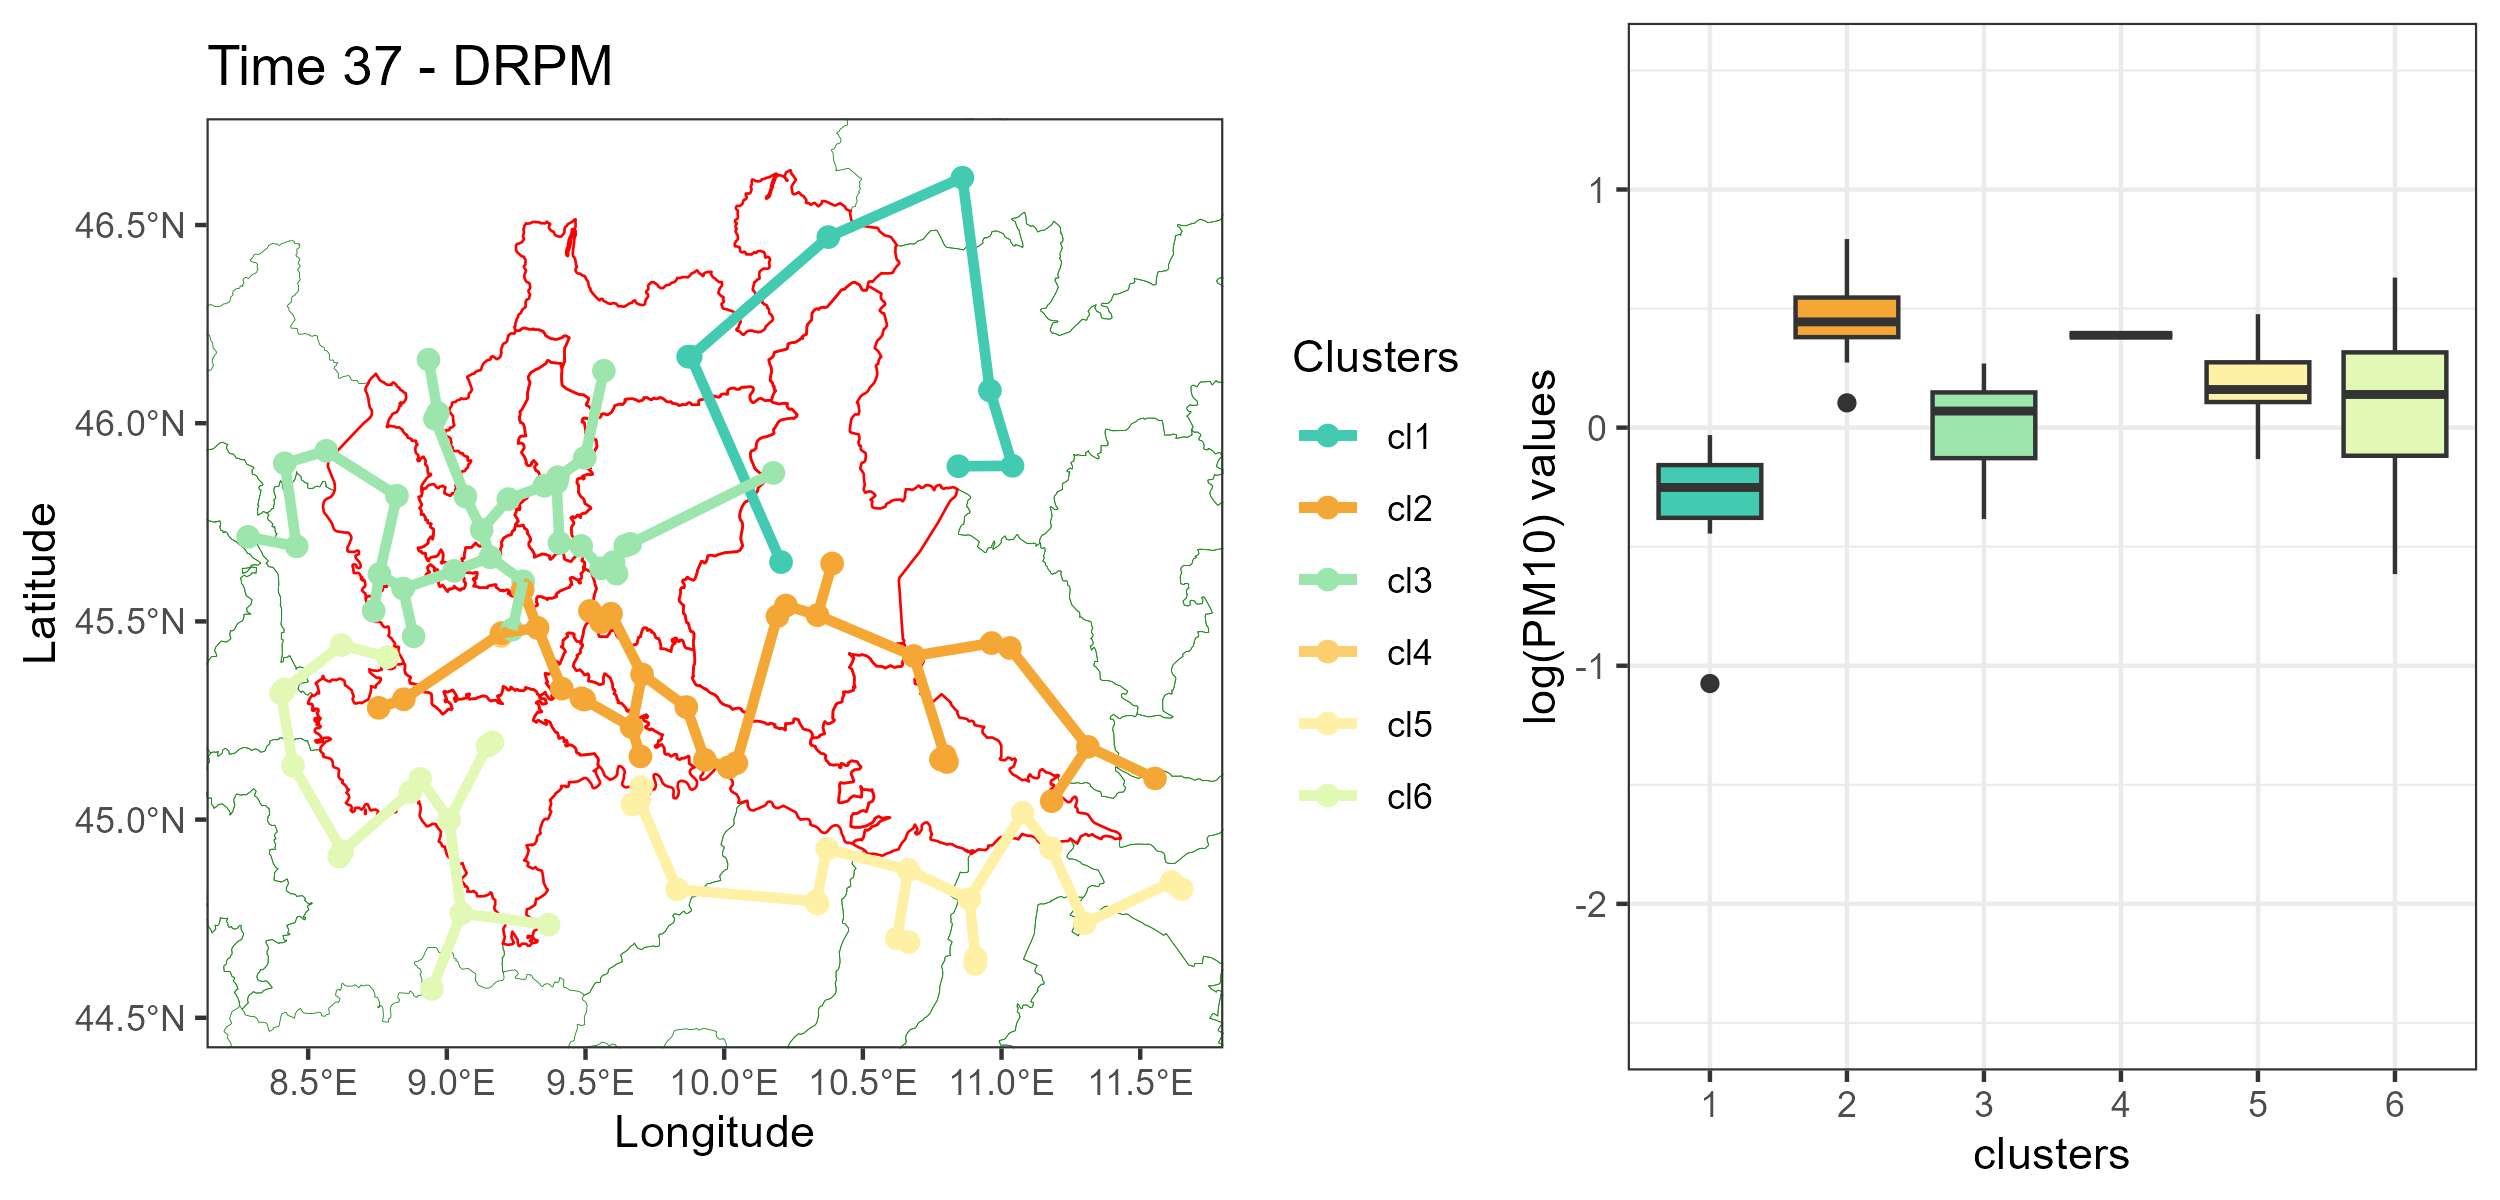 Time 37 - DRPM
Latitude
46.5°N
46.0°N
45.5°N
45.0°N
44.5°N
8.5°E 9.0°E 9.5°E 10.0°E 10.5°E 11.0°E 11.5°E
Longitude
Clusters
cl1
cl2
cl3
cl4
cl5
cl6
log(PM10) values
1
0
-1
-2
1 2 3 4 5 6
clusters